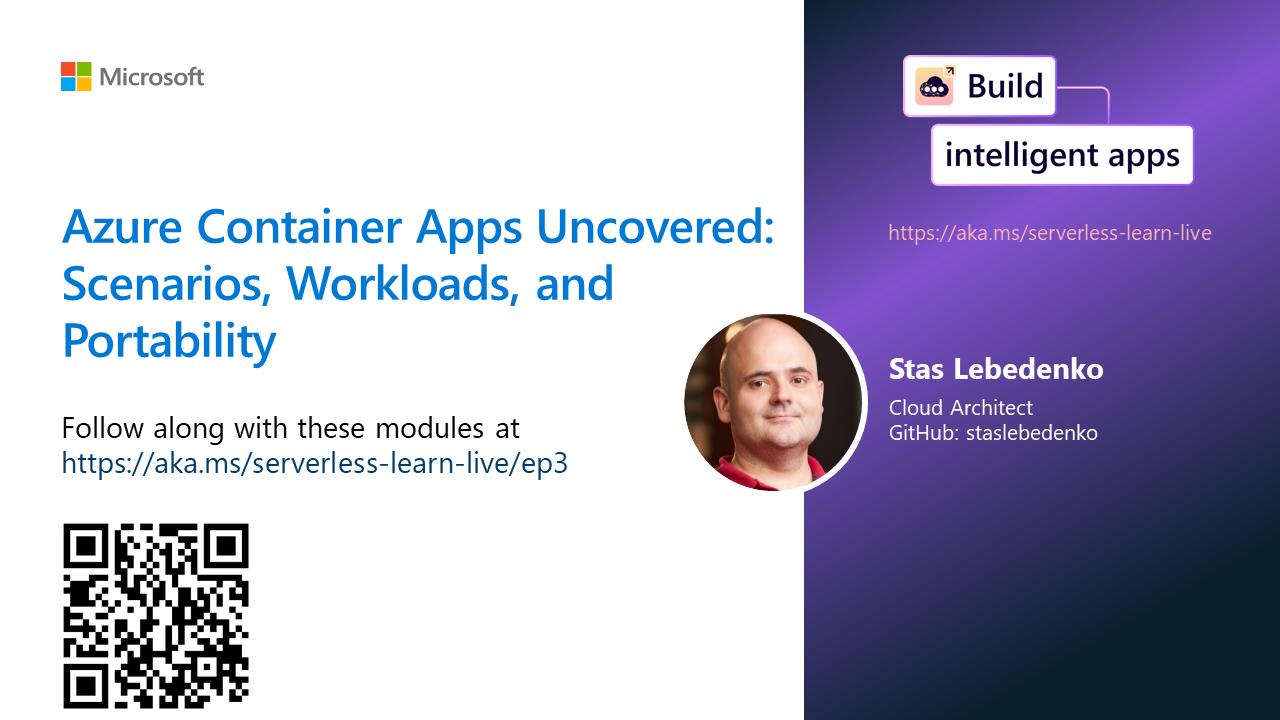 Microsoft
Azure Container Apps Uncovered:
Scenarios, Workloads, and
Portability
Follow along with these modules at
https://aka.ms/serverless-learn-live/ep3
Build
intelligent apps
https://aka.ms/serverless-learn-live
Stas Lebedenko
Cloud Architect
GitHub: staslebedenko